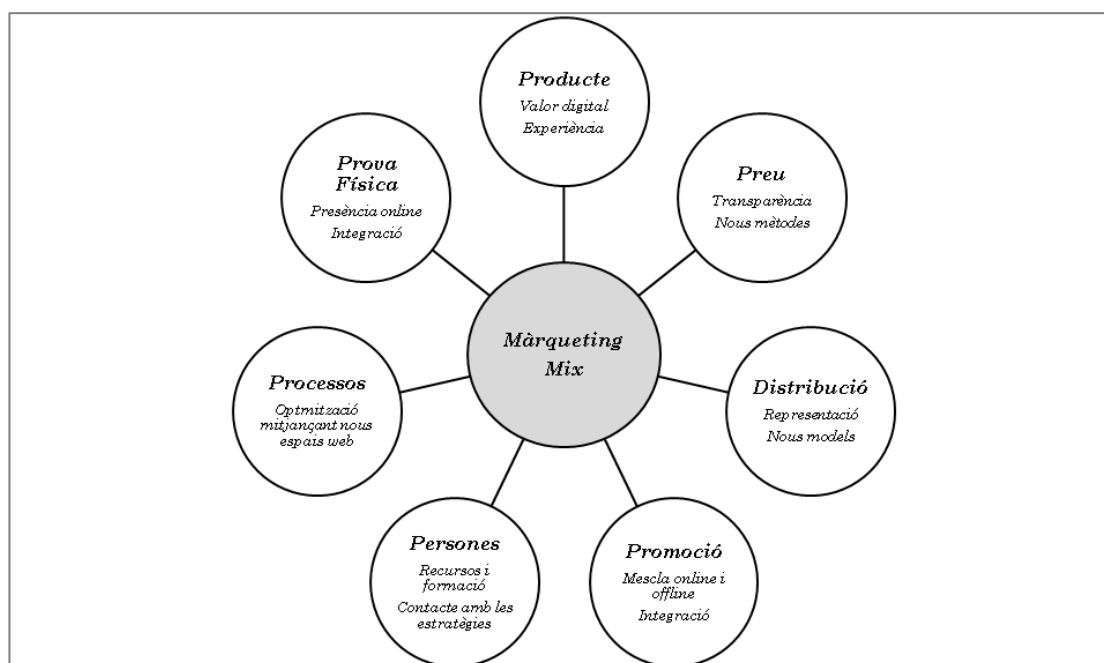 Producte
Valor digital
Experiència
Preu
Transparència
Nous mètodes
Distribució
Representació
Nous models
Promoció
Mescla online i
offline
Integració
Persones
Recursos i
formació
Contacte amb les
estratègies
Processos
Optmització
mitjançant nous
espais web
Prova
Física
Presència online
Integració
Màrqueting
Mix